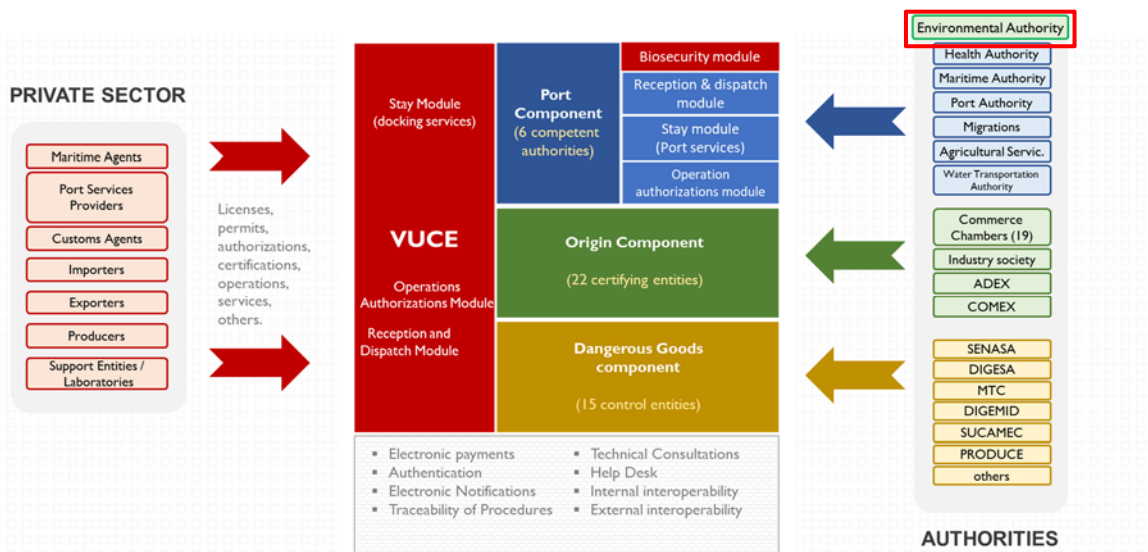 PRIVATE SECTOR
Maritime Agents
Port Services
Providers
Customs Agents
Importers
Exporters
Producers
Support Entities /
Laboratories
Licenses,
permits,
authorizations,
certifications,
operations,
services,
others.
Stay Module
(docking services)
VUCE
Operations
Authorizations Module
Reception and
Dispatch Module
Port
Component
(6 competent
authorities)
Biosecurity module
Reception & dispatch
module
Stay module
(Port services)
Operation
authorizations module
Origin Component
(22 certifying entities)
Dangerous Goods
component
(15 control entities)
▪ Electronic payments
▪ Authentication
▪ Electronic Notifications
▪ Traceability of Procedures
▪ Technical Consultations
▪ Help Desk
▪ Internal interoperability
▪ External interoperability
Environmental Authority
Health Authority
Maritime Authority
Port Authority
Migrations
Agricultural Servic.
Water Transportation
Authority
Commerce
Chambers (19)
Industry society
ADEX
COMEX
SENASA
DIGESA
MTC
DIGEMID
SUCAMEC
PRODUCE
others
AUTHORITIES